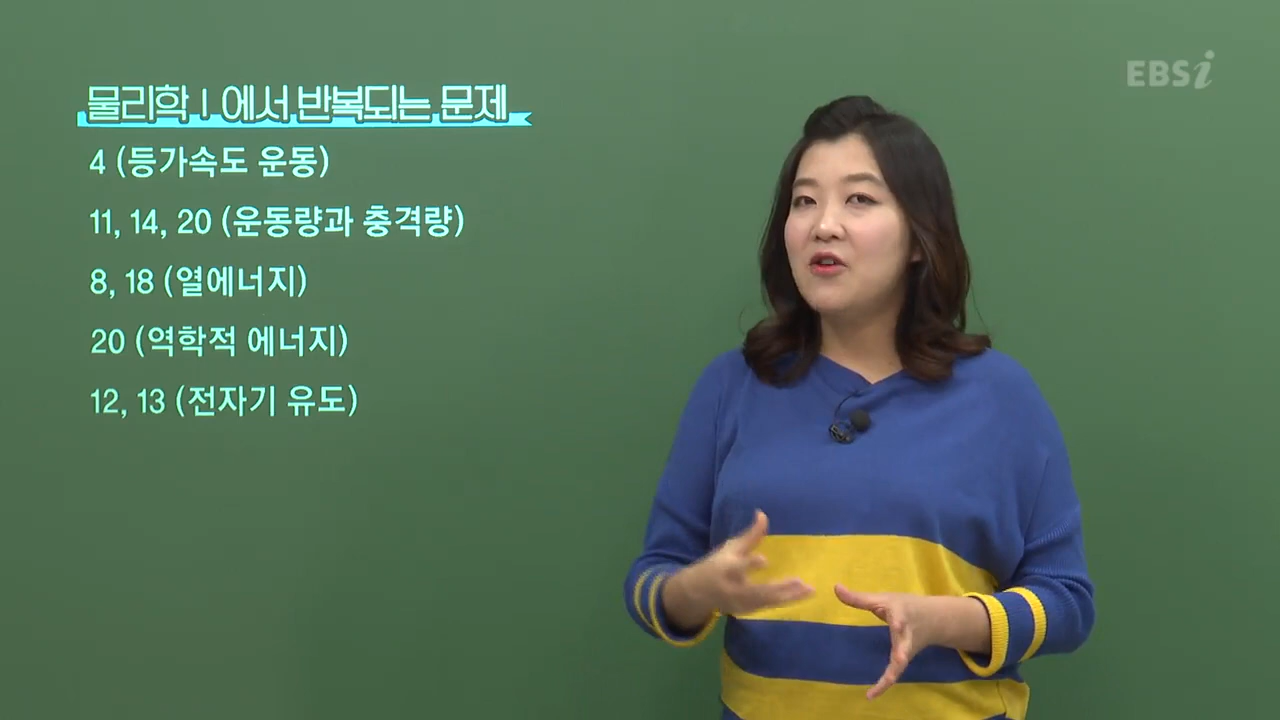 EBSi
물리학Ⅰ에서 반복되는 문제
4 (등가속도 운동)
11, 14, 20 (운동량과 충격량)
8, 18 (열에너지)
20 (역학적 에너지)
12, 13 (전자기 유도)